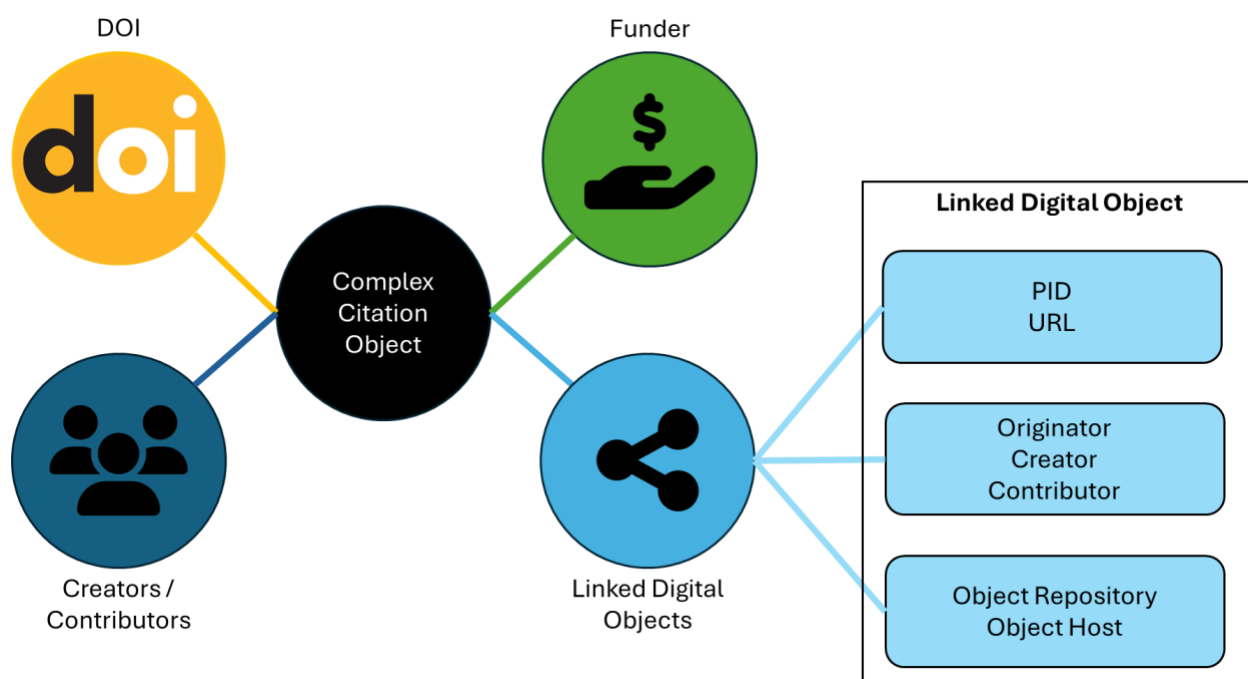 DOI
doi
Funder
Complex
Citation
Object
Creators /
Contributors
$
Linked Digital
Objects
Linked Digital Object
PID
URL
Originator
Creator
Contributor
Object Repository
Object Host